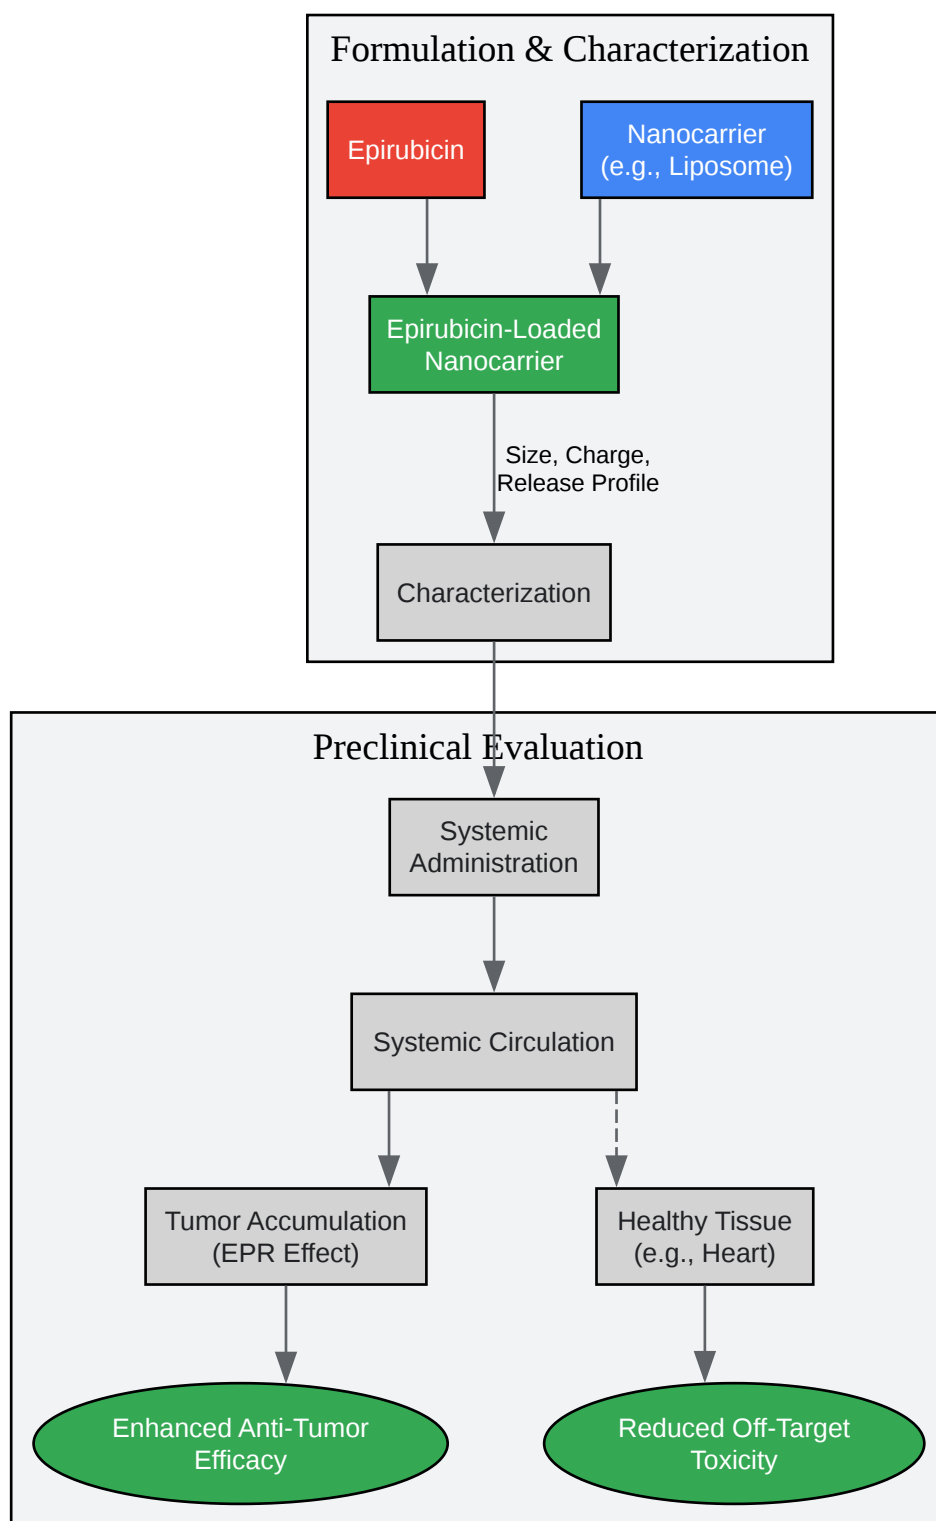 Formulation & Characterization
Epirubicin
Nanocarrier
(e.g., Liposome)
Epirubicin-Loaded
Nanocarrier
Size, Charge,
Release Profile
Characterization
Preclinical Evaluation
Systemic
Administration
Systemic Circulation
Tumor Accumulation
(EPR Effect)
Healthy Tissue
(e.g., Heart)
Enhanced Anti-Tumor
Efficacy
Reduced Off-Target
Toxicity